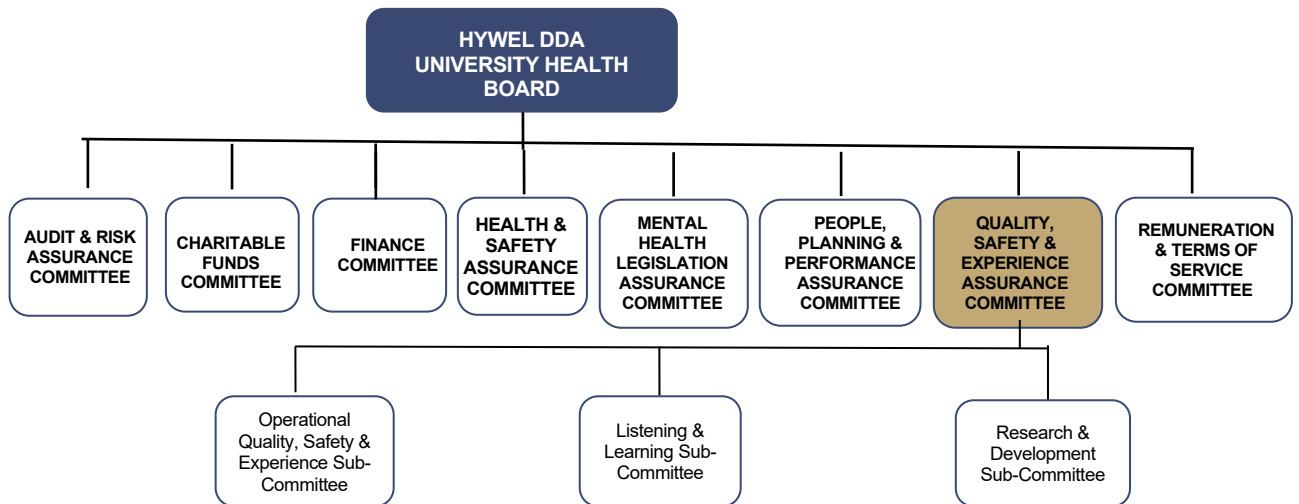 HYWEL DDA
UNIVERSITY HEALTH
BOARD
AUDIT & RISK
ASSURANCE
COMMITTEE
CHARITABLE
FUNDS
COMMITTEE
FINANCE
COMMITTEE
HEALTH &
SAFETY
ASSURANCE
COMMITTEE
MENTAL
HEALTH
LEGISLATION
ASSURANCE
COMMITTEE
PEOPLE,
PLANNING &
PERFORMANCE
ASSURANCE
COMMITTEE
QUALITY,
SAFETY &
EXPERIENCE
ASSURANCE
COMMITTEE
REMUNERATION
& TERMS OF
SERVICE
COMMITTEE
Operational
Quality, Safety &
Experience Sub-
Committee
Listening &
Learning Sub-
Committee
Research &
Development
Sub-Committee